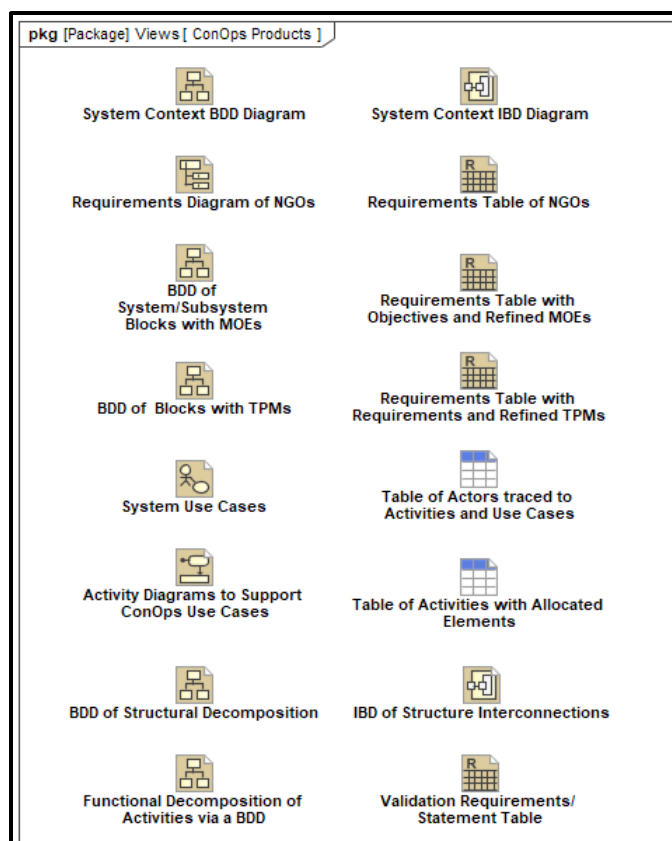 pkg [Package] Views [ ConOps Products ]
System Context BDD Diagram
System Context IBD Diagram
Requirements Diagram of NGOs
R
Requirements Table of NGOs
BDD of
System/Subsystem
Blocks with MOEs
R
Requirements Table with
Objectives and Refined MOEs
BDD of Blocks with TPMs
R
Requirements Table with
Requirements and Refined TPMs
System Use Cases
Table of Actors traced to
Activities and Use Cases
Activity Diagrams to Support
ConOps Use Cases
Table of Activities with Allocated
Elements
BDD of Structural Decomposition
IBD of Structure Interconnections
Functional Decomposition of
Activities via a BDD
R
Validation Requirements/
Statement Table